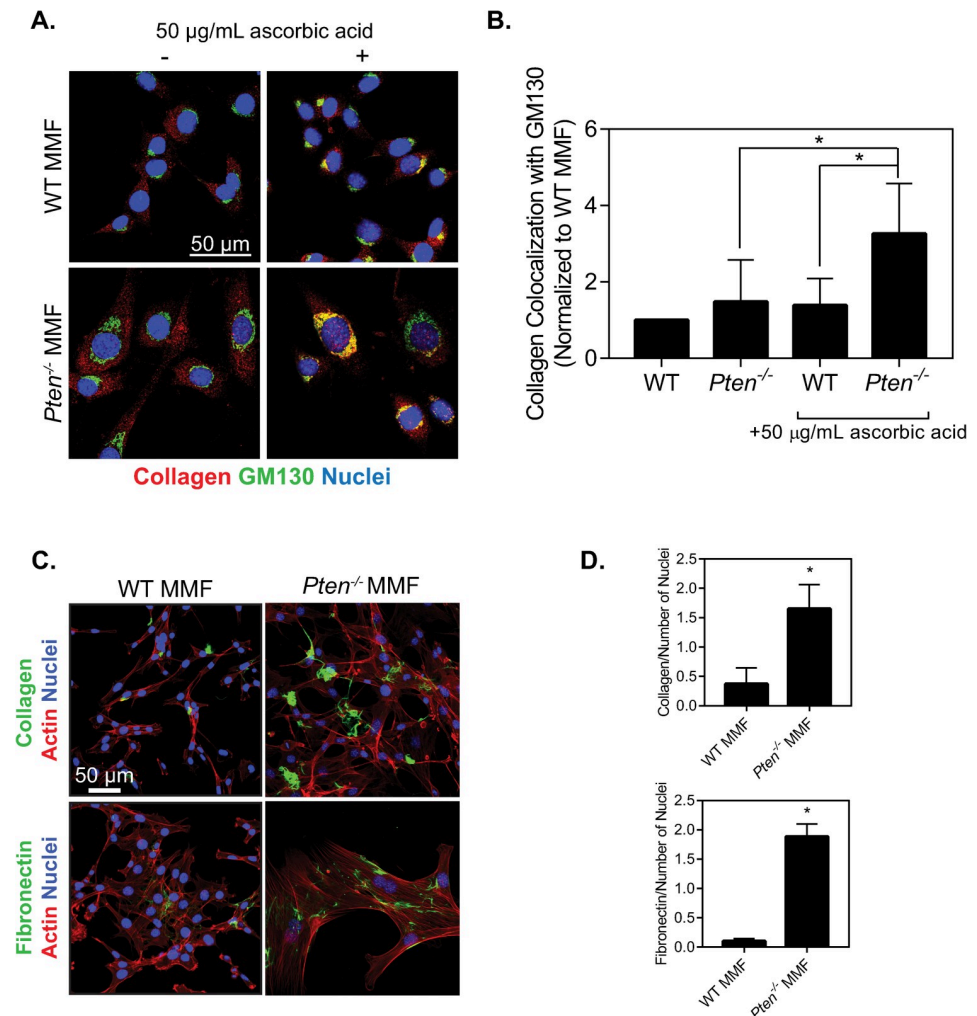 A.
50 µg/mL ascorbic acid
- +
WT MMF
50 µm
Pten-/- MMF
Collagen GM130 Nuclei
B.
Collagen Colocalization with GM130
(Normalized to WT MMF)
6
4
2
0
*
*
WT Pten-/- WT Pten-/-
+50 µg/mL ascorbic acid
C.
WT MMF Pten-/- MMF
Collagen
Actin Nuclei
50 µm
Fibronectin
Actin Nuclei
D.
Collagen/Number of Nuclei
2.5
2.0
1.5
1.0
0.5
0.0
*
WT MMF
Pten-/- MMF
Fibronectin/Number of Nuclei
2.5
2.0
1.5
1.0
0.5
0.0
*
WT MMF
Pten-/- MMF